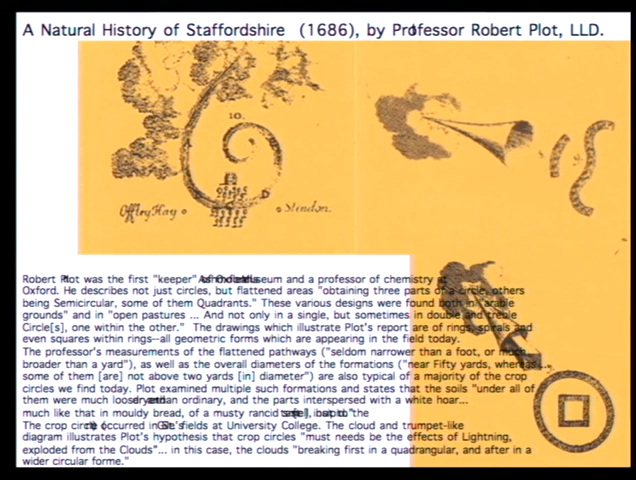 A Natural History of Staffordshire (1686), by Professor Robert Plot, LLD.
10.
Offley Hay
Slindon.
Robert Plot was the first "keeper" Museum and a professor of chemistry at
Oxford. He describes not just circles, but flattened areas "obtaining three parts of a circle, others
being Semicircular, some of them Quadrants." These various designs were found both in "arable
grounds" and in "open pastures ... And not only in a single, but sometimes in double and treble
Circle[s], one within the other." The drawings which illustrate Plot's report are of rings, spirals and
even squares within rings--all geometric forms which are appearing in the field today.
The professor's measurements of the flattened pathways ("seldom narrower than a foot, or much
broader than a yard"), as well as the overall diameters of the formations ("near Fifty yards, whereas...
some of them [are] not above two yards [in] diameter") are also typical of a majority of the crop
circles we find today. Plot examined multiple such formations and states that the soils "under all of
them were much than ordinary, and the parts interspersed with a white hoar...
much like that in mouldy bread, of a musty rancid the
The crop occurred in fields at University College. The cloud and trumpet-like
diagram illustrates Plot's hypothesis that crop circles "must needs be the effects of Lightning,
exploded from the Clouds"... in this case, the clouds "breaking first in a quadrangular, and after in a
wider circular forme."